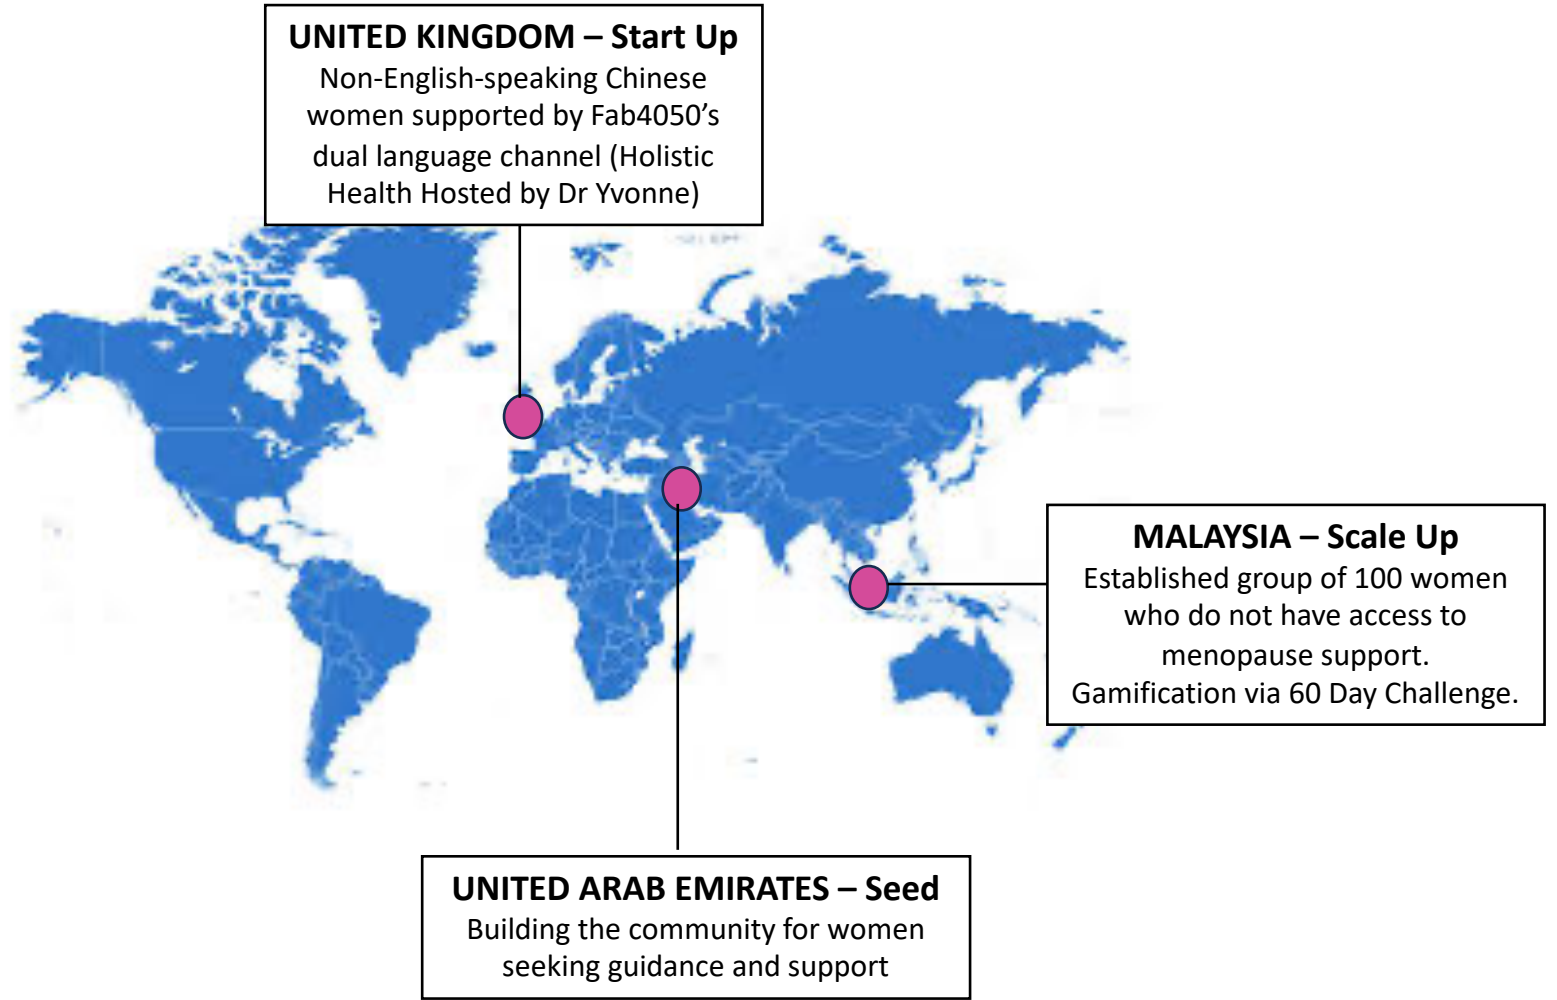 UNITED KINGDOM – Start Up
Non-English-speaking Chinese
women supported by Fab4050’s
dual language channel (Holistic
Health Hosted by Dr Yvonne)
MALAYSIA – Scale Up
Established group of 100 women
who do not have access to
menopause support.
Gamification via 60 Day Challenge.
UNITED ARAB EMIRATES – Seed
Building the community for women
seeking guidance and support